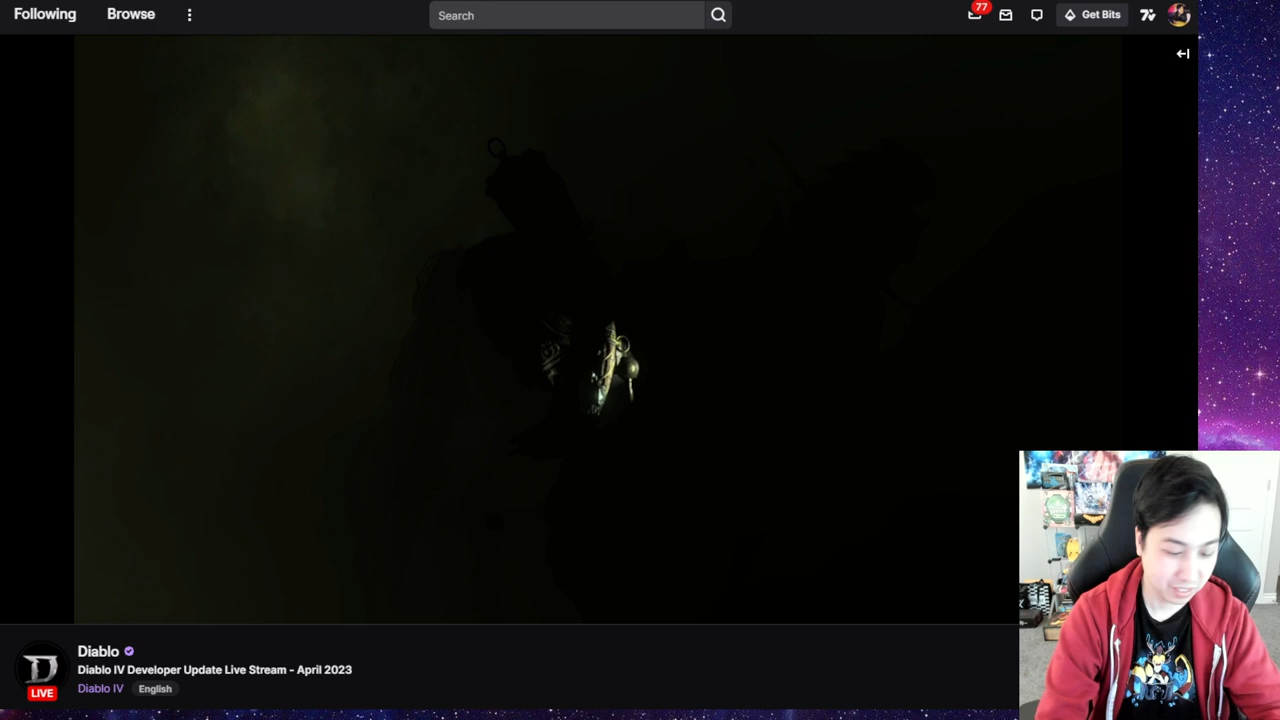 Following Browse Search 77 Get Bits
Diablo
Diablo IV Developer Update Live Stream - April 2023
LIVE
Diablo IV English